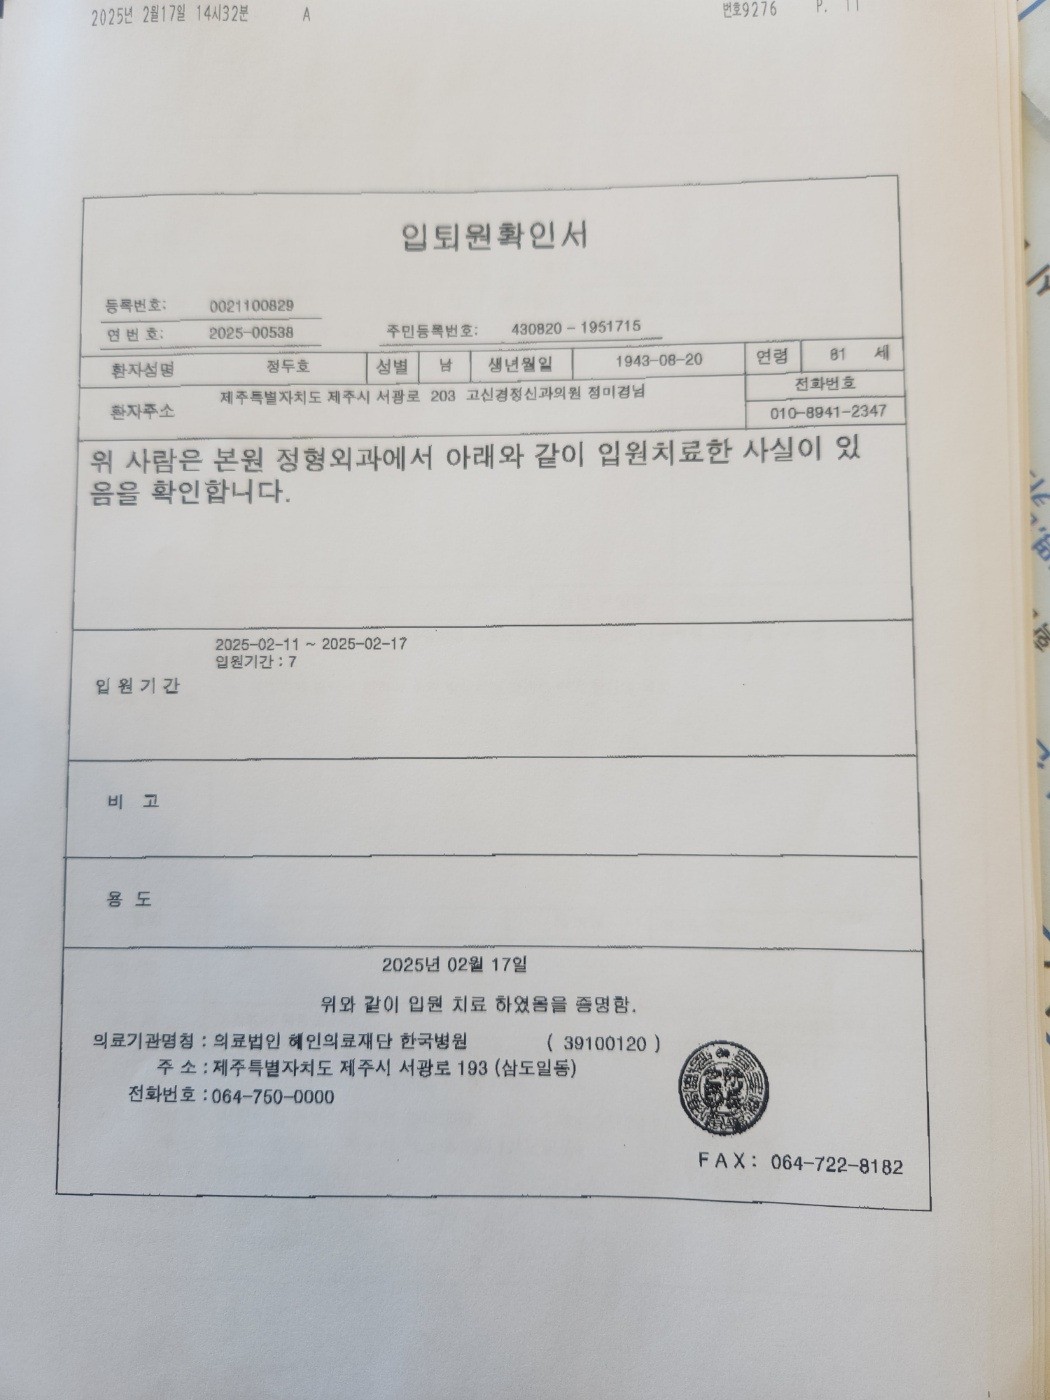 2025년 2월17일 14시32분 A 번호9276 P. 11
입퇴원확인서
등록번호: 0021100829
연 번 호: 2025-00538 주민등록번호: 430820 - 1951715
환자성명 정두호 성별 남 생년월일 1943-08-20 연령 81 세
환자주소 제주특별자치도 제주시 서광로 203 고신경정신과의원 정미경님 전화번호
010-8941-2347
위 사람은 본원 정형외과에서 아래와 같이 입원치료한 사실이 있
음을 확인합니다.
2025-02-11 ~ 2025-02-17
입원기간 : 7
입 원 기 간
비 고
용 도
2025년 02월 17일
위와 같이 입원 치료 하였음을 증명함.
의료기관명칭 : 의료법인 혜인의료재단 한국병원 ( 39100120 )
주 소 : 제주특별자치도 제주시 서광로 193 (삼도일동)
전화번호 : 064-750-0000
FAX: 064-722-8182